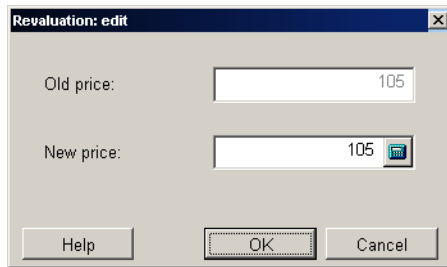 Revaluation: edit
Old price: 105
New price: 105
Help OK Cancel